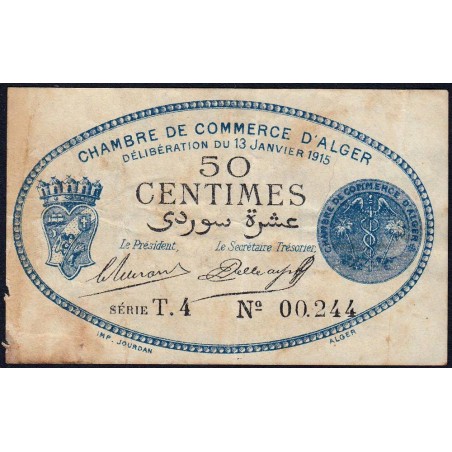 CHAMBRE DE COMMERCE D'ALGER
DÉLIBÉRATION DU 13 JANVIER 1915
50
CENTIMES
عشرة سوردي
Le Président, Le Secrétaire Trésorier,
SÉRIE T.4 Nº 00.244
CHAMBRE DE COMMERCE D'ALGER
IMP. JOURDAN ALGER